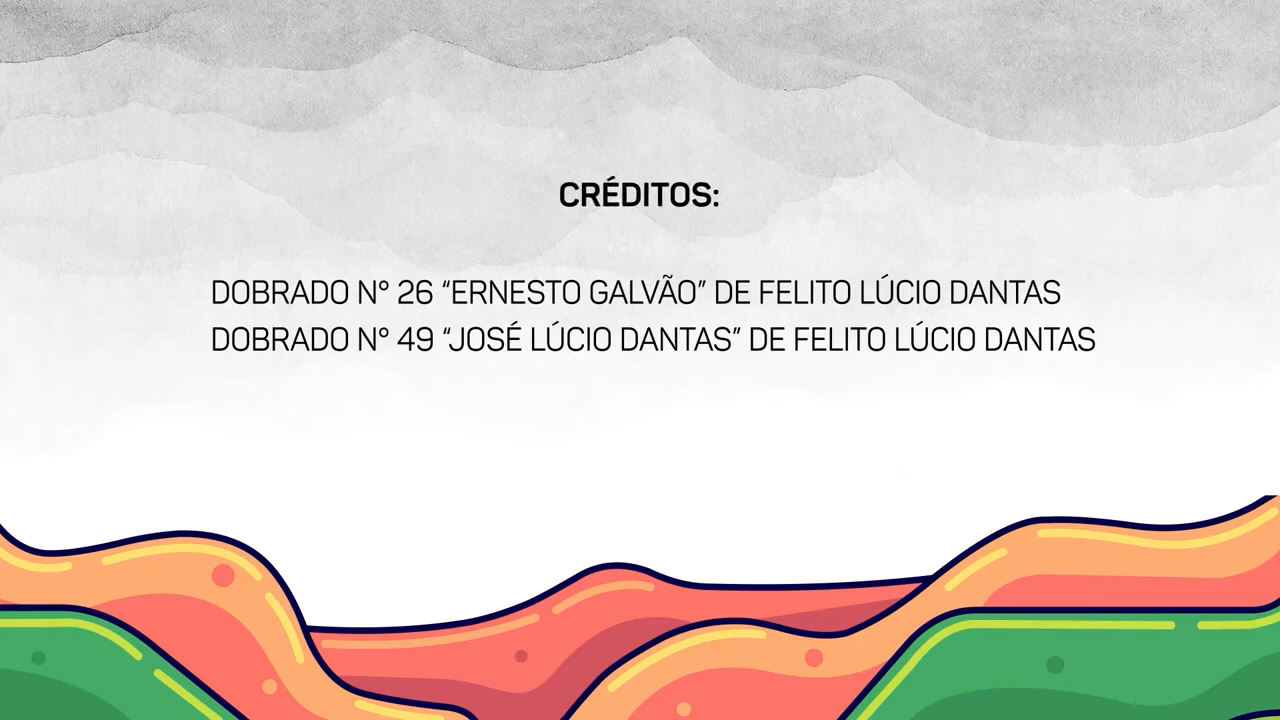 CRÉDITOS:
DOBRADO N° 26 “ERNESTO GALVÃO” DE FELITO LÚCIO DANTAS
DOBRADO N° 49 “JOSÉ LÚCIO DANTAS” DE FELITO LÚCIO DANTAS